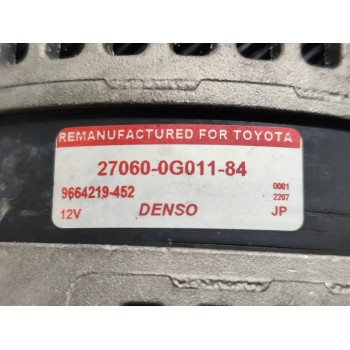 REMANUFACTURED FOR TOYOTA
27060-0G011-84
9664219-452 0001
2207
12V DENSO JP